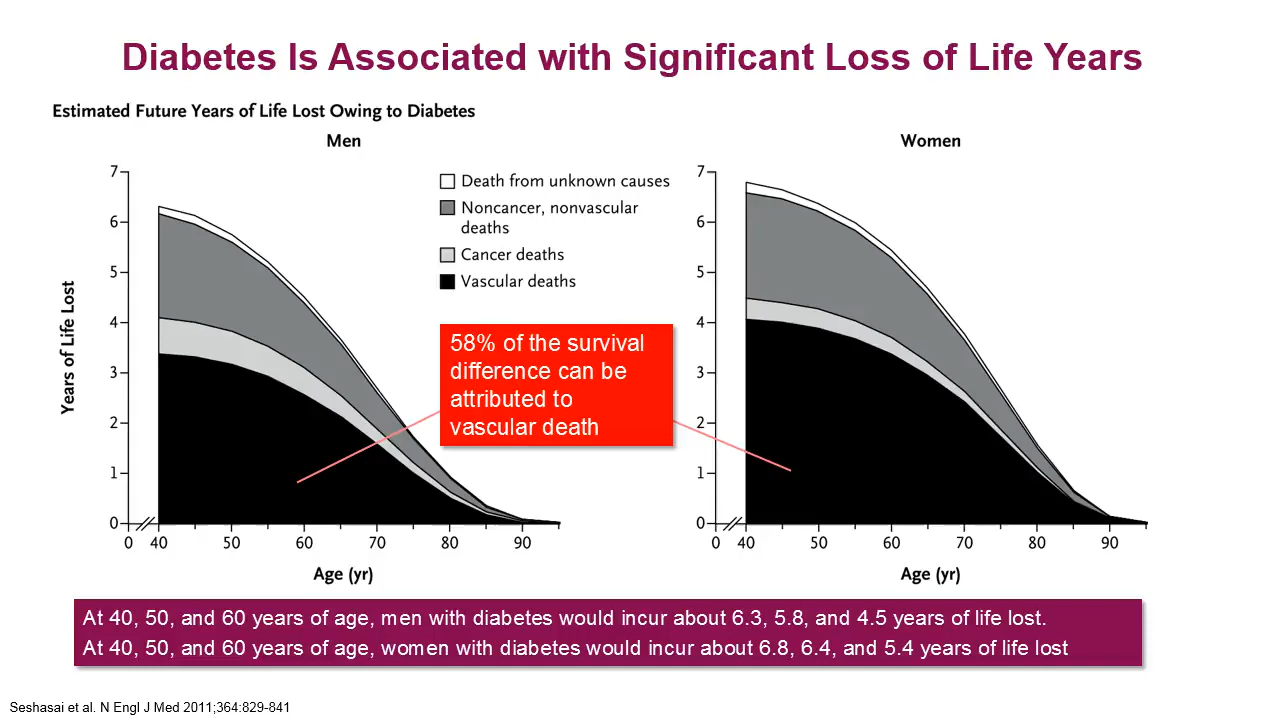 Diabetes Is Associated with Significant Loss of Life Years
Estimated Future Years of Life Lost Owing to Diabetes
Men
Years of Life Lost
7
6
5
4
3
2
1
0
0 40 50 60 70 80 90
Age (yr)
Death from unknown causes
Noncancer, nonvascular
deaths
Cancer deaths
Vascular deaths
58% of the survival
difference can be
attributed to
vascular death
Women
7
6
5
4
3
2
1
0
0 40 50 60 70 80 90
Age (yr)
At 40, 50, and 60 years of age, men with diabetes would incur about 6.3, 5.8, and 4.5 years of life lost.
At 40, 50, and 60 years of age, women with diabetes would incur about 6.8, 6.4, and 5.4 years of life lost
Seshasai et al. N Engl J Med 2011;364:829-841